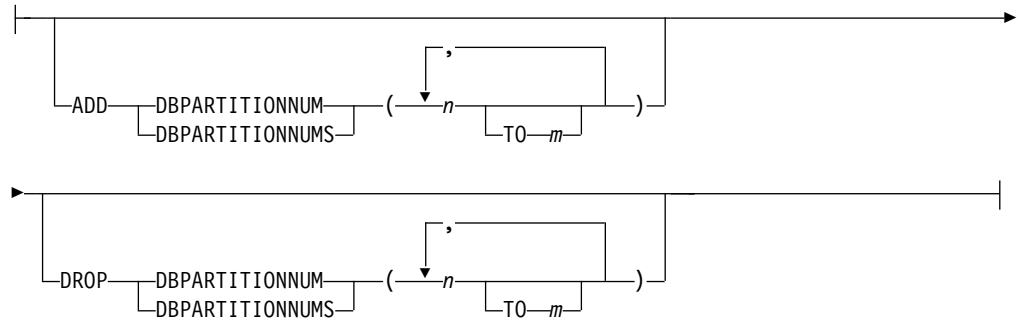 ,
ADD DBPARTITIONNUM ( n )
DBPARTITIONNUMS TO m
,
DROP DBPARTITIONNUM ( n )
DBPARTITIONNUMS TO m